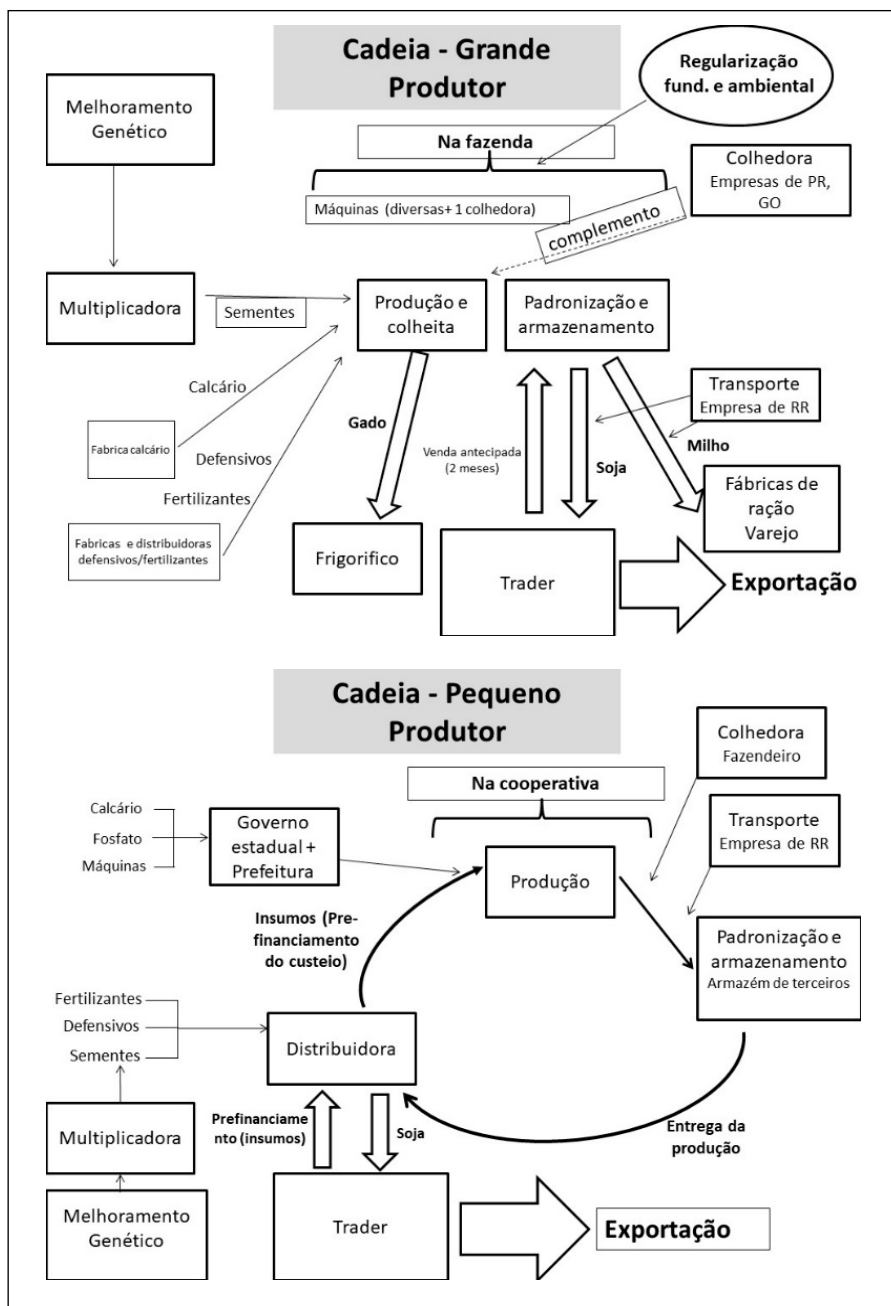 Cadeia - Grande
Produtor
Regularização
fund. e ambiental
Melhoramento
Genético
Na fazenda
Colhedora
Empresas de PR,
GO
Máquinas (diversas+ 1 colhedora)
complemento
Multiplicadora
Sementes
Produção e
colheita
Padronização e
armazenamento
Calcário
Transporte
Empresa de RR
Gado
Fabrica calcário
Defensivos
Venda antecipada
(2 meses)
Soja
Milho
Fertilizantes
Fábricas de
ração
Varejo
Fabricas e distribuidoras
defensivos/fertilizantes
Frigorifico
Trader
Exportação
Cadeia - Pequeno
Produtor
Colhedora
Fazendeiro
Na cooperativa
Calcário
Fosfato
Máquinas
Governo
estadual +
Prefeitura
Transporte
Empresa de RR
Produção
Insumos (Pre-
financiamento
do custeio)
Padronização e
armazenamento
Armazém de terceiros
Fertilizantes
Defensivos
Sementes
Distribuidora
Multiplicadora
Prefinanciame
nto (insumos)
Soja
Entrega da
produção
Melhoramento
Genético
Trader
Exportação